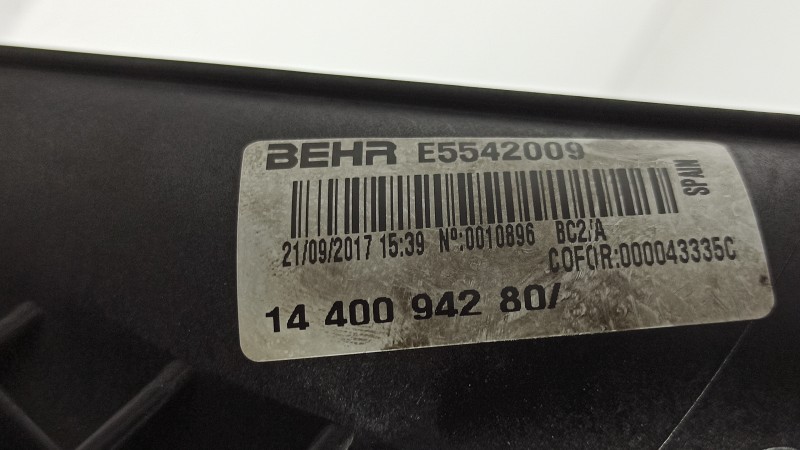 BEHR E5542009
SPAIN
21/09/2017 15:39 Nº:0010896 BC2/A
COFOR:000043335C
14 400 942 80/